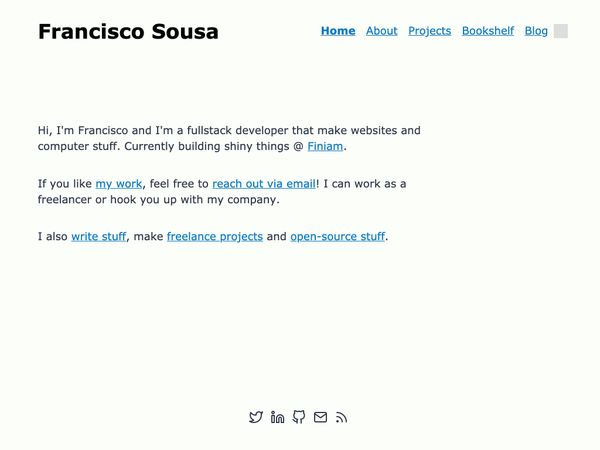 Francisco Sousa
Home About Projects Bookshelf Blog
Hi, I'm Francisco and I'm a fullstack developer that make websites and
computer stuff. Currently building shiny things @ Finiam.
If you like my work, feel free to reach out via email! I can work as a
freelancer or hook you up with my company.
I also write stuff, make freelance projects and open-source stuff.